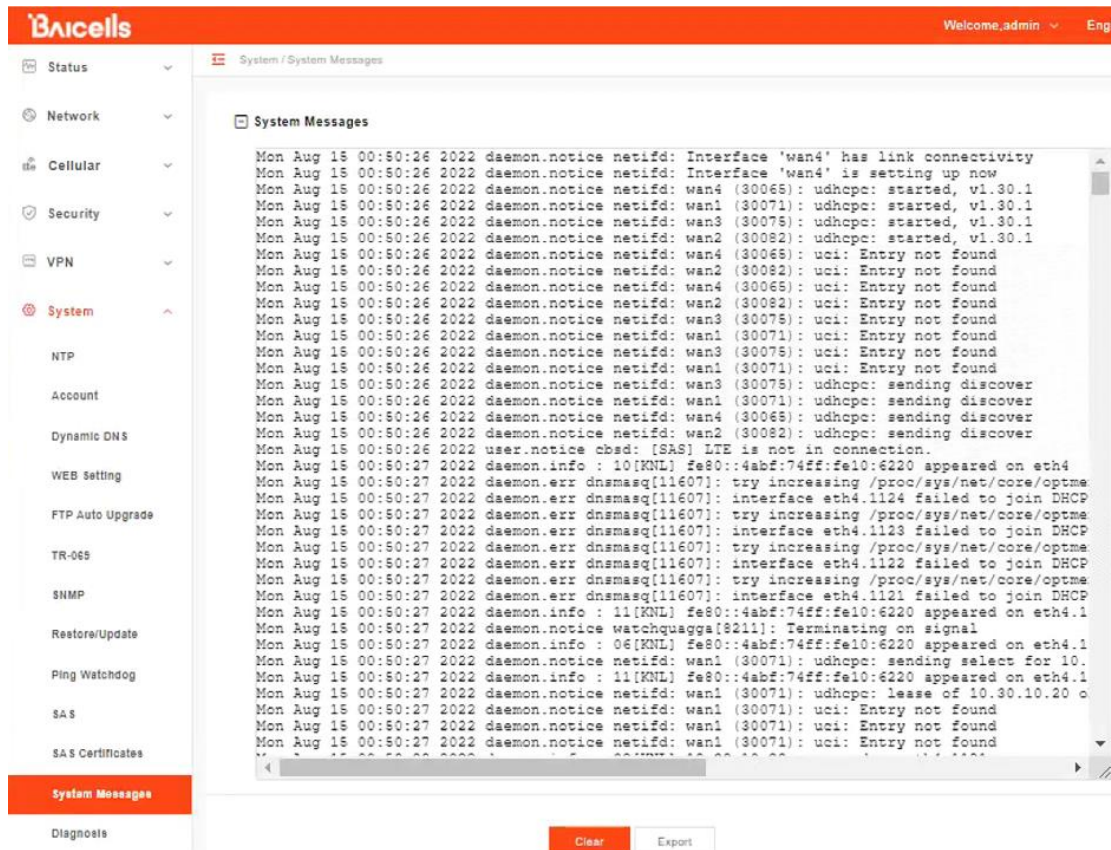 BAicells
Welcome,admin
Eng
Status
Network
Cellular
Security
VPN
System
NTP
Account
Dynamic DNS
WEB Setting
FTP Auto Upgrade
TR-069
SNMP
Restore/Update
Ping Watchdog
SAS
SAS Certificates
System Messages
Diagnosis
System / System Messages
System Messages
Mon Aug 15 00:50:26 2022 daemon.notice netifd: Interface 'wan4' has link connectivity
Mon Aug 15 00:50:26 2022 daemon.notice netifd: Interface 'wan4' is setting up now
Mon Aug 15 00:50:26 2022 daemon.notice netifd: wan4 (30065): udhcpc: started, v1.30.1
Mon Aug 15 00:50:26 2022 daemon.notice netifd: wan1 (30071): udhcpc: started, v1.30.1
Mon Aug 15 00:50:26 2022 daemon.notice netifd: wan3 (30075): udhcpc: started, v1.30.1
Mon Aug 15 00:50:26 2022 daemon.notice netifd: wan2 (30082): udhcpc: started, v1.30.1
Mon Aug 15 00:50:26 2022 daemon.notice netifd: wan4 (30065): uci: Entry not found
Mon Aug 15 00:50:26 2022 daemon.notice netifd: wan2 (30082): uci: Entry not found
Mon Aug 15 00:50:26 2022 daemon.notice netifd: wan4 (30065): uci: Entry not found
Mon Aug 15 00:50:26 2022 daemon.notice netifd: wan2 (30082): uci: Entry not found
Mon Aug 15 00:50:26 2022 daemon.notice netifd: wan3 (30075): uci: Entry not found
Mon Aug 15 00:50:26 2022 daemon.notice netifd: wan1 (30071): uci: Entry not found
Mon Aug 15 00:50:26 2022 daemon.notice netifd: wan3 (30075): uci: Entry not found
Mon Aug 15 00:50:26 2022 daemon.notice netifd: wan1 (30071): uci: Entry not found
Mon Aug 15 00:50:26 2022 daemon.notice netifd: wan3 (30075): udhcpc: sending discover
Mon Aug 15 00:50:26 2022 daemon.notice netifd: wan1 (30071): udhcpc: sending discover
Mon Aug 15 00:50:26 2022 daemon.notice netifd: wan4 (30065): udhcpc: sending discover
Mon Aug 15 00:50:26 2022 daemon.notice netifd: wan2 (30082): udhcpc: sending discover
Mon Aug 15 00:50:26 2022 user.notice cbsd: [SAS] LTE is not in connection.
Mon Aug 15 00:50:27 2022 daemon.info : 10[KNL] fe80::4abf:74ff:fe10:6220 appeared on eth4
Mon Aug 15 00:50:27 2022 daemon.err dnsmasq[11607]: try increasing /proc/sys/net/core/optme
Mon Aug 15 00:50:27 2022 daemon.err dnsmasq[11607]: interface eth4.1124 failed to join DHCP
Mon Aug 15 00:50:27 2022 daemon.err dnsmasq[11607]: try increasing /proc/sys/net/core/optme
Mon Aug 15 00:50:27 2022 daemon.err dnsmasq[11607]: interface eth4.1123 failed to join DHCP
Mon Aug 15 00:50:27 2022 daemon.err dnsmasq[11607]: try increasing /proc/sys/net/core/optme
Mon Aug 15 00:50:27 2022 daemon.err dnsmasq[11607]: interface eth4.1122 failed to join DHCP
Mon Aug 15 00:50:27 2022 daemon.err dnsmasq[11607]: try increasing /proc/sys/net/core/optme
Mon Aug 15 00:50:27 2022 daemon.err dnsmasq[11607]: interface eth4.1121 failed to join DHCP
Mon Aug 15 00:50:27 2022 daemon.info : 11[KNL] fe80::4abf:74ff:fe10:6220 appeared on eth4.1
Mon Aug 15 00:50:27 2022 daemon.notice watchquagga[8211]: Terminating on signal
Mon Aug 15 00:50:27 2022 daemon.info : 06[KNL] fe80::4abf:74ff:fe10:6220 appeared on eth4.1
Mon Aug 15 00:50:27 2022 daemon.notice netifd: wan1 (30071): udhcpc: sending select for 10.
Mon Aug 15 00:50:27 2022 daemon.info : 11[KNL] fe80::4abf:74ff:fe10:6220 appeared on eth4.1
Mon Aug 15 00:50:27 2022 daemon.notice netifd: wan1 (30071): udhcpc: lease of 10.30.10.20 o
Mon Aug 15 00:50:27 2022 daemon.notice netifd: wan1 (30071): uci: Entry not found
Mon Aug 15 00:50:27 2022 daemon.notice netifd: wan1 (30071): uci: Entry not found
Mon Aug 15 00:50:27 2022 daemon.notice netifd: wan1 (30071): uci: Entry not found
Clear
Export